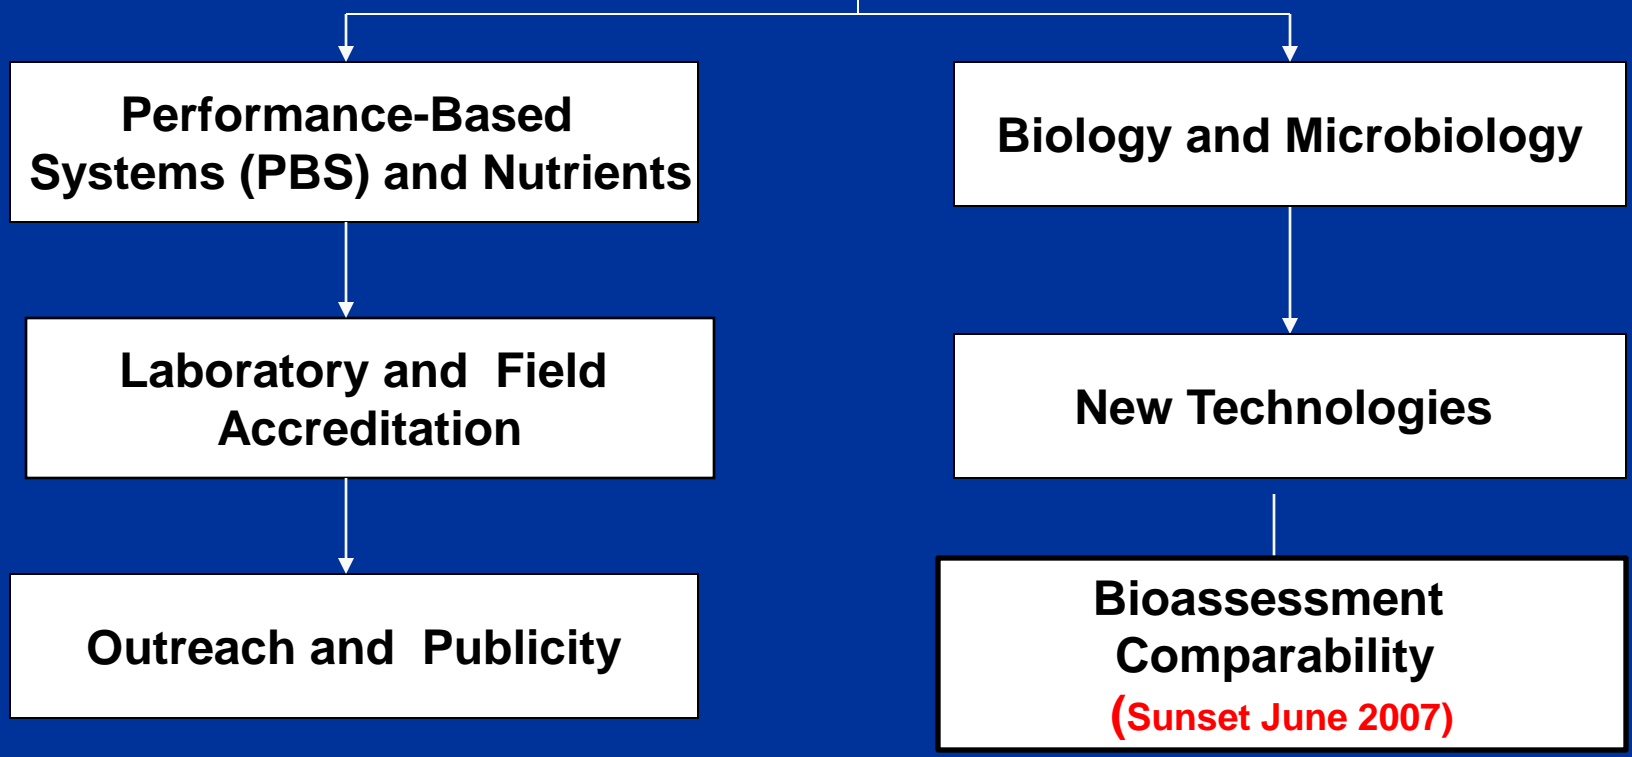 Performance-Based
Systems (PBS) and Nutrients
Laboratory and Field
Accreditation
Outreach and Publicity
Biology and Microbiology
New Technologies
Bioassessment
Comparability
(Sunset June 2007)